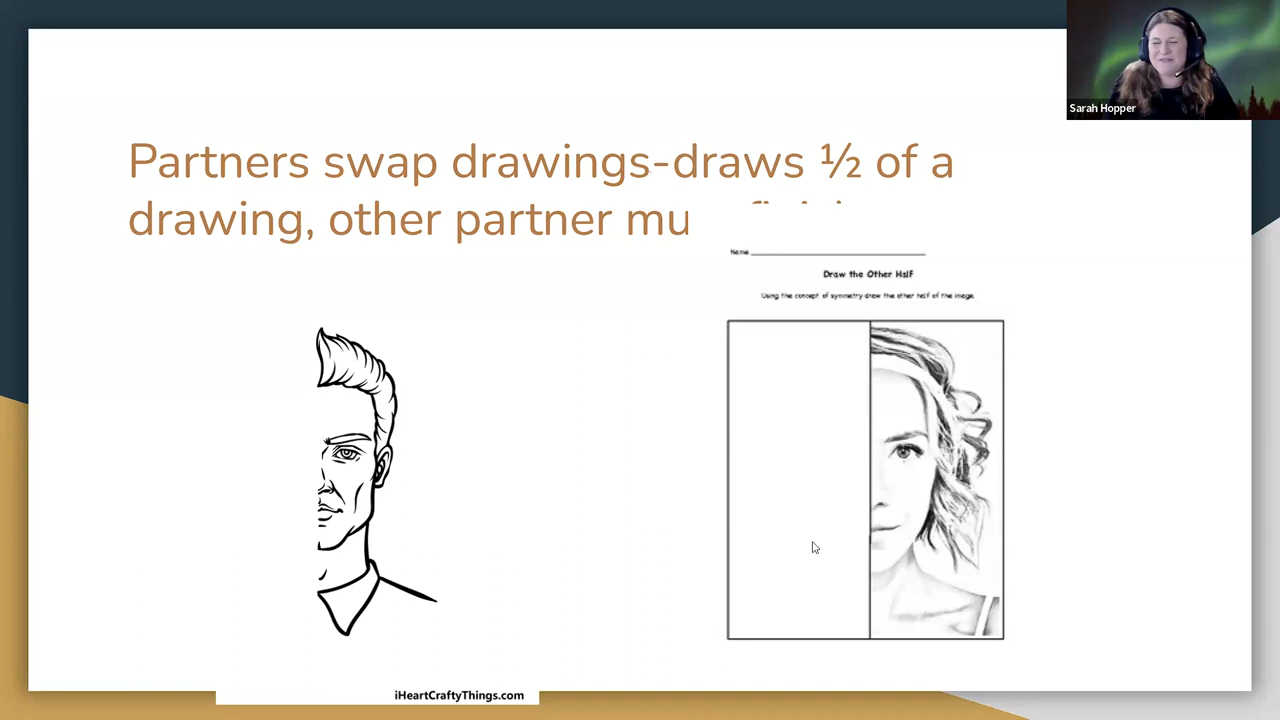 Sarah Hopper
Partners swap drawings-draws ½ of a
drawing, other partner
Name
Draw the Other Half
Using the concept of symmetry draw the other half of the image.
iHeartCraftyThings.com